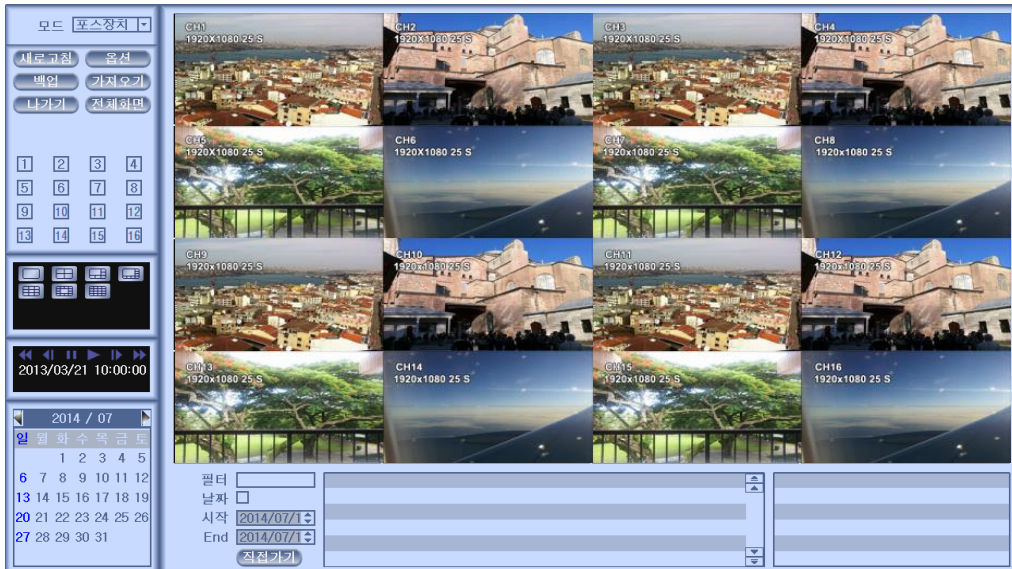 모드 포스장치
새로고침 옵션
백업 가져오기
나가기 전체화면
1 2 3 4
5 6 7 8
9 10 11 12
13 14 15 16
2013/03/21 10:00:00
2014 / 07
일 월 화 수 목 금 토
1 2 3 4 5
6 7 8 9 10 11 12
13 14 15 16 17 18 19
20 21 22 23 24 25 26
27 28 29 30 31
CH1
1920X1080 25 S
CH2
1920X1080 25 S
CH3
1920X1080 25 S
CH4
1920X1080 25 S
CH5
1920X1080 25 S
CH6
1920X1080 25 S
CH7
1920x1080 25 S
CH8
1920x1080 25 S
CH9
1920x1080 25 S
CH10
1920x1080 25 S
CH11
1920x1080 25 S
CH12
1920x1080 25 S
CH13
1920x1080 25 S
CH14
1920x1080 25 S
CH15
1920x1080 25 S
CH16
1920x1080 25 S
필터
날짜
시작 2014/07/1
End 2014/07/1
직접가기